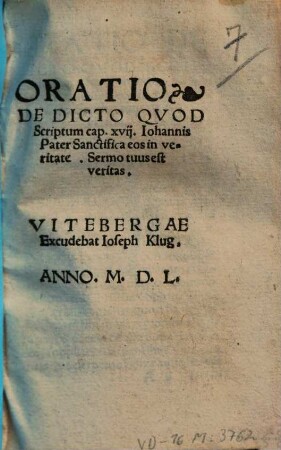 7
ORATIO
DE DICTO QVOD
Scriptum cap. xvij. Iohannis
Pater Sanctifica eos in ve-
ritate . Sermo tuus est
veritas.
VITEBERGAE
Excudebat Ioseph Klug.
ANNO. M. D. L.
VD-16 M. 3762